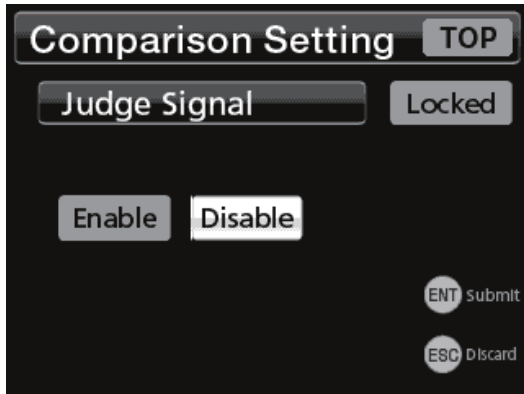 Comparison Setting TOP
Judge Signal Locked
Enable Disable
ENT Submit
ESC Discard